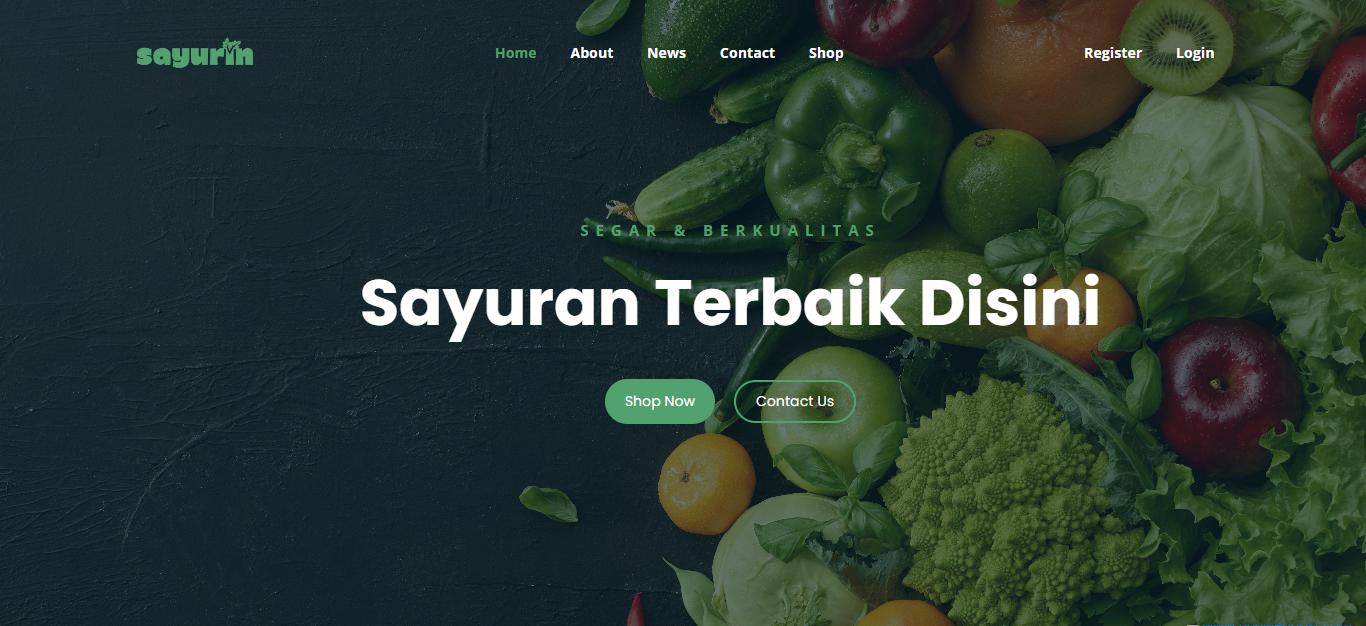 sayurin
Home About News Contact Shop Register Login
SEGAR & BERKUALITAS
Sayuran Terbaik Disini
Shop Now Contact Us